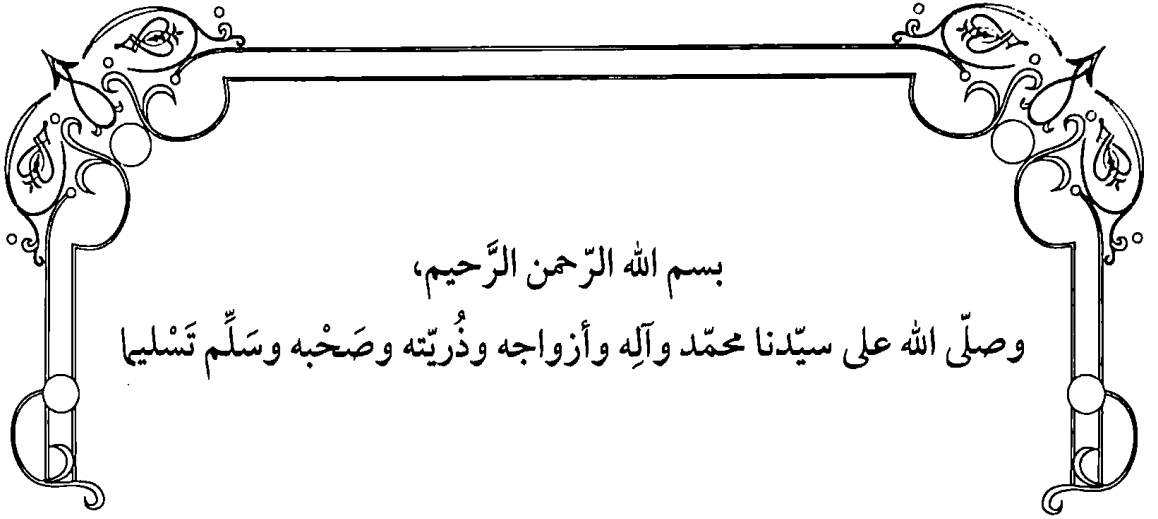 بسم الله الرّحمن الرَّحيم،
وصلّى الله على سيّدنا محمّد وآلِه وأزواجه وذُريّته وصَحْبه وسَلِّم تَسْليما